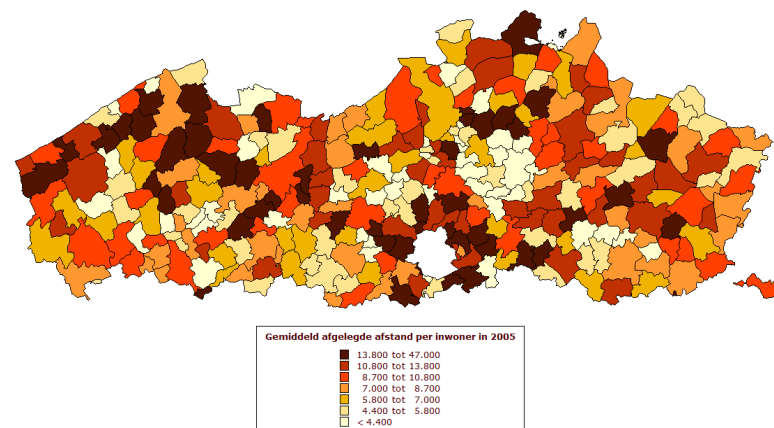 Gemiddeld afgelegde afstand per inwoner in 2005
13.800 tot 47.000
10.800 tot 13.800
8.700 tot 10.800
7.000 tot 8.700
5.800 tot 7.000
4.400 tot 5.800
< 4.400